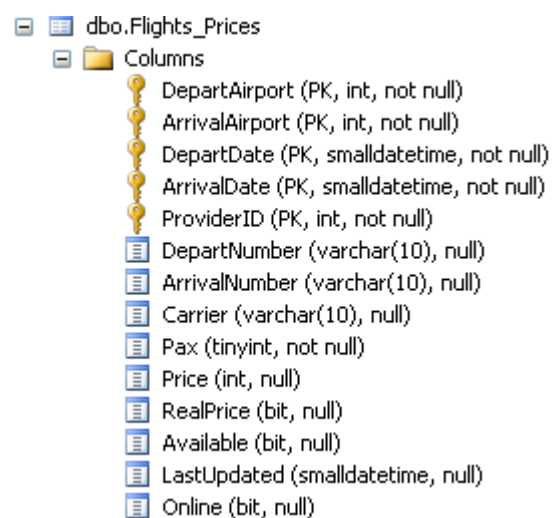 dbo.Flights_Prices
Columns
DepartAirport (PK, int, not null)
ArrivalAirport (PK, int, not null)
DepartDate (PK, smalldatetime, not null)
ArrivalDate (PK, smalldatetime, not null)
ProviderID (PK, int, not null)
DepartNumber (varchar(10), null)
ArrivalNumber (varchar(10), null)
Carrier (varchar(10), null)
Pax (tinyint, not null)
Price (int, null)
RealPrice (bit, null)
Available (bit, null)
LastUpdated (smalldatetime, null)
Online (bit, null)